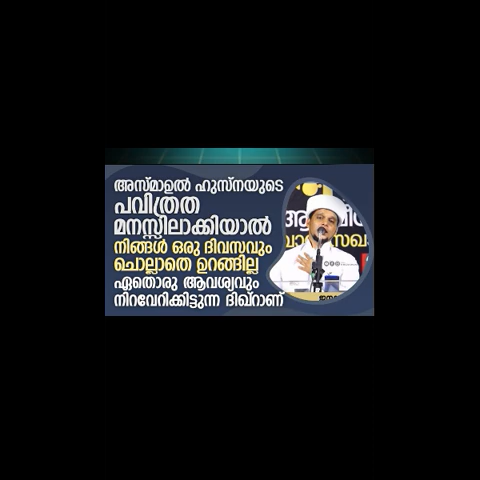 അസ്മാഉൽ ഹുസ്നയുടെ
പവിത്രത
മനസ്സിലാക്കിയാൽ
നിങ്ങൾ ഒരു ദിവസവും
ചൊല്ലാതെ ഉറങ്ങില്ല
ഏതൊരു ആവശ്യവും
നിറവേറിക്കിട്ടുന്ന ദിഖ്റാണ്